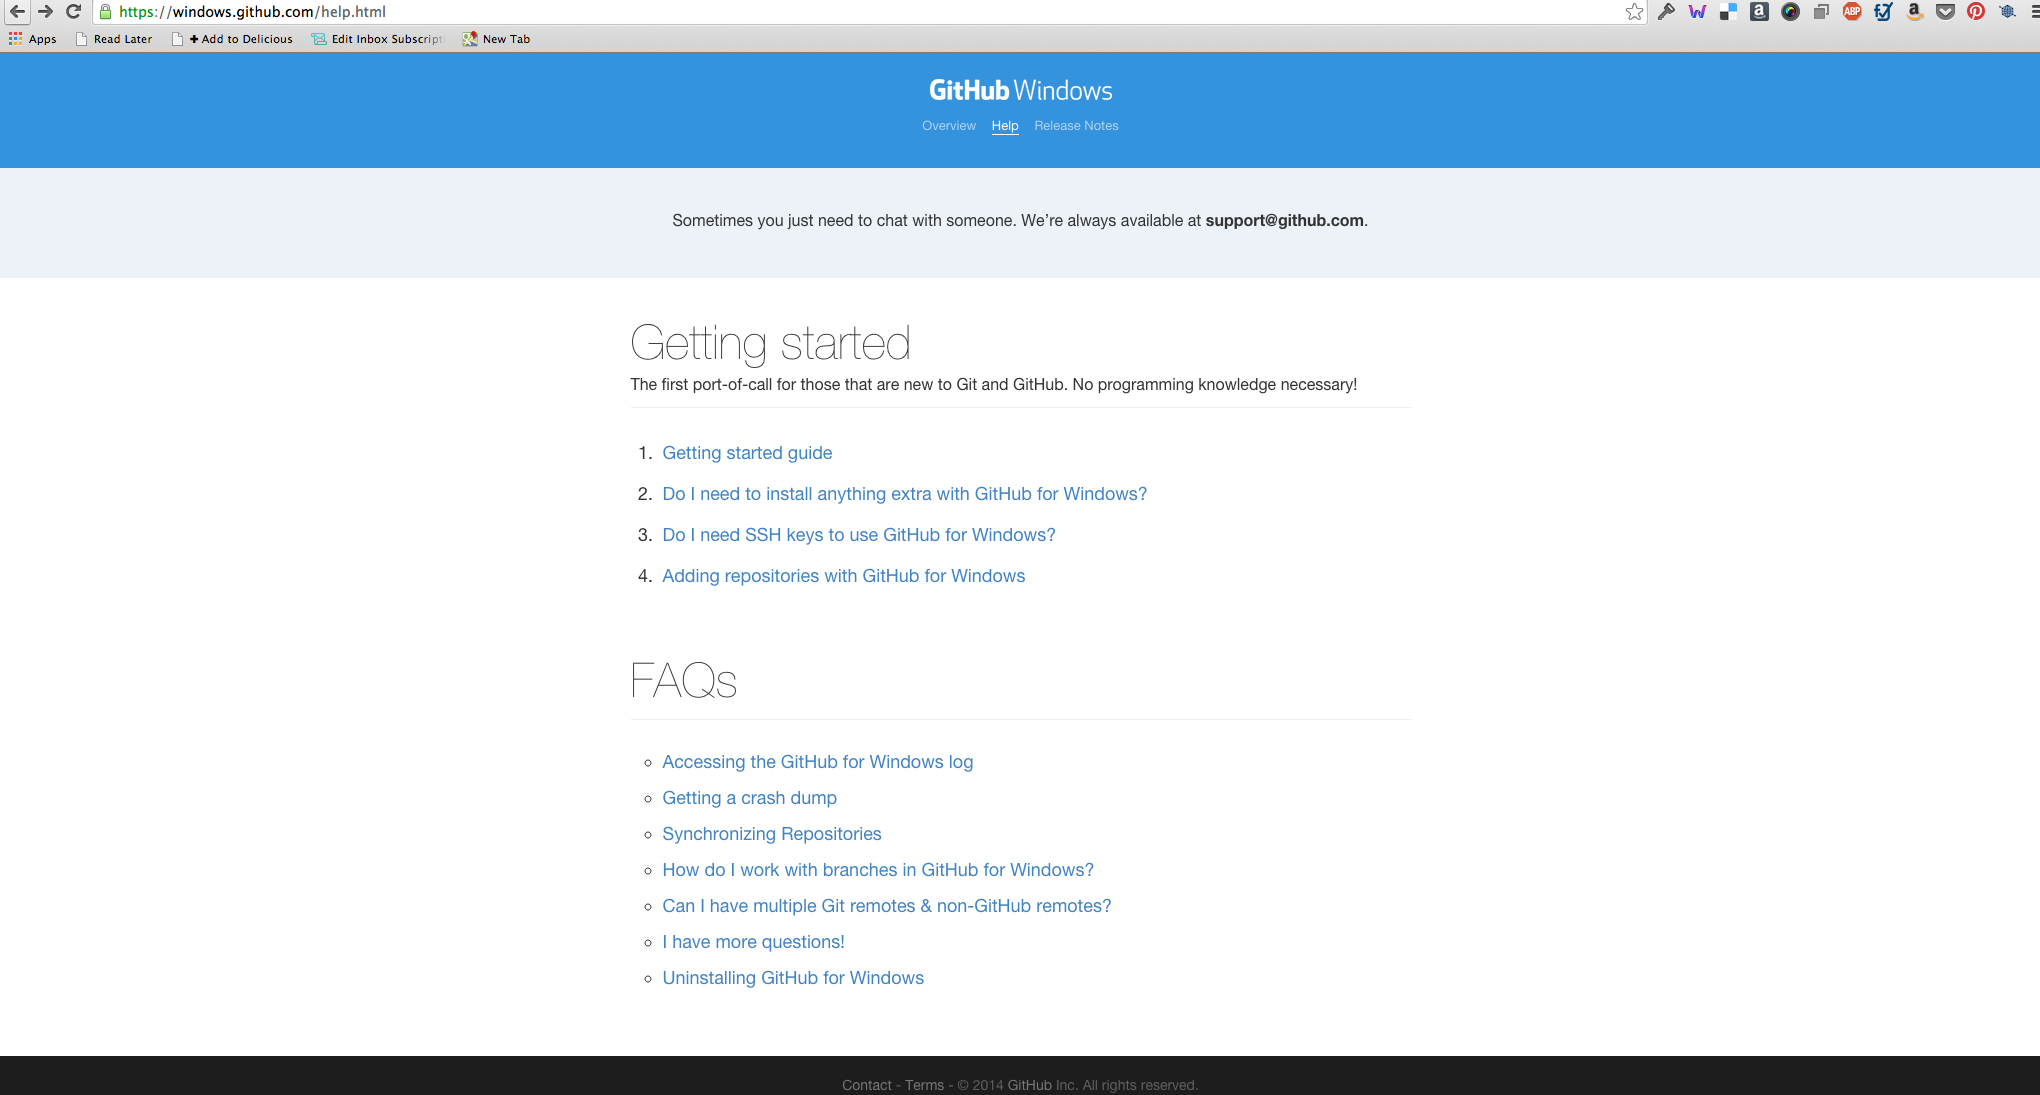 https://windows.github.com/help.html
Apps Read Later + Add to Delicious Edit Inbox Subscript New Tab
GitHub Windows
Overview Help Release Notes
Sometimes you just need to chat with someone. We’re always available at support@github.com.
Getting started
The first port-of-call for those that are new to Git and GitHub. No programming knowledge necessary!
1. Getting started guide
2. Do I need to install anything extra with GitHub for Windows?
3. Do I need SSH keys to use GitHub for Windows?
4. Adding repositories with GitHub for Windows
FAQs
Accessing the GitHub for Windows log
Getting a crash dump
Synchronizing Repositories
How do I work with branches in GitHub for Windows?
Can I have multiple Git remotes & non-GitHub remotes?
I have more questions!
Uninstalling GitHub for Windows
Contact - Terms - © 2014 GitHub Inc. All rights reserved.